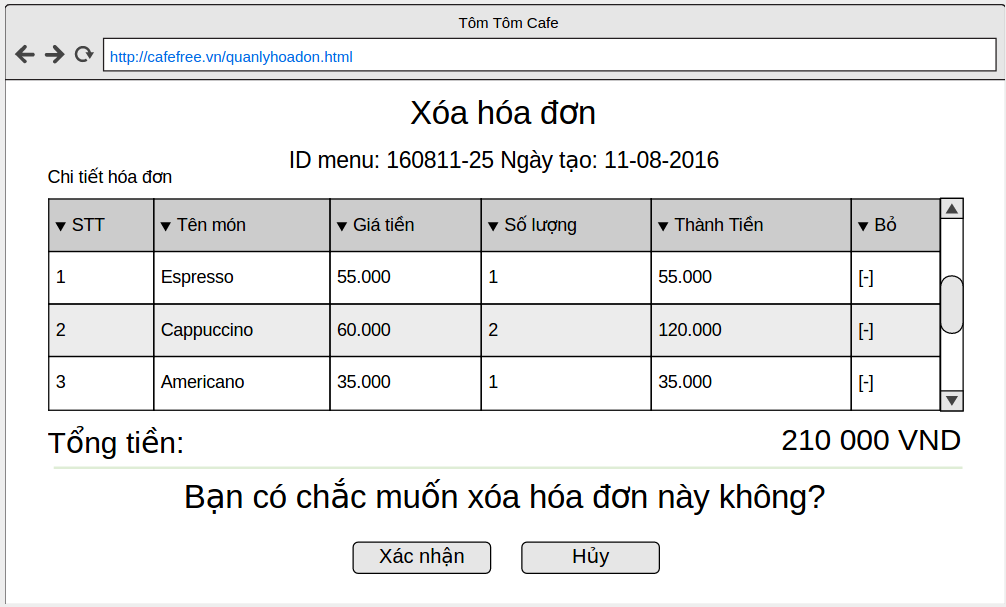 Tôm Tôm Cafe
http://cafefree.vn/quanlyhoadon.html
Xóa hóa đơn
ID menu: 160811-25 Ngày tạo: 11-08-2016
Chi tiết hóa đơn
▼ STT ▼ Tên món ▼ Giá tiền ▼ Số lượng ▼ Thành Tiền ▼ Bỏ
1 Espresso 55.000 1 55.000 [-]
2 Cappuccino 60.000 2 120.000 [-]
3 Americano 35.000 1 35.000 [-]
Tổng tiền: 210 000 VND
Bạn có chắc muốn xóa hóa đơn này không?
Xác nhận Hủy